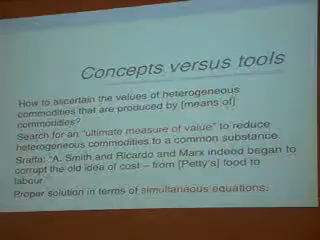 Concepts versus tools
How to ascertain the values of heterogeneous
commodities that are produced by [means of]
commodities?
Search for an "ultimate measure of value" to reduce
heterogeneous commodities to a common substance.
Sraffa: "A. Smith and Ricardo and Marx indeed began to
corrupt the old idea of cost – from [Petty's] food to
labour."
Proper solution in terms of simultaneous equations.